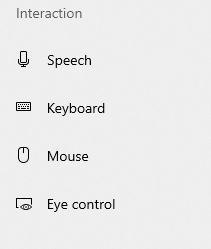 Interaction
Speech
Keyboard
Mouse
Eye control